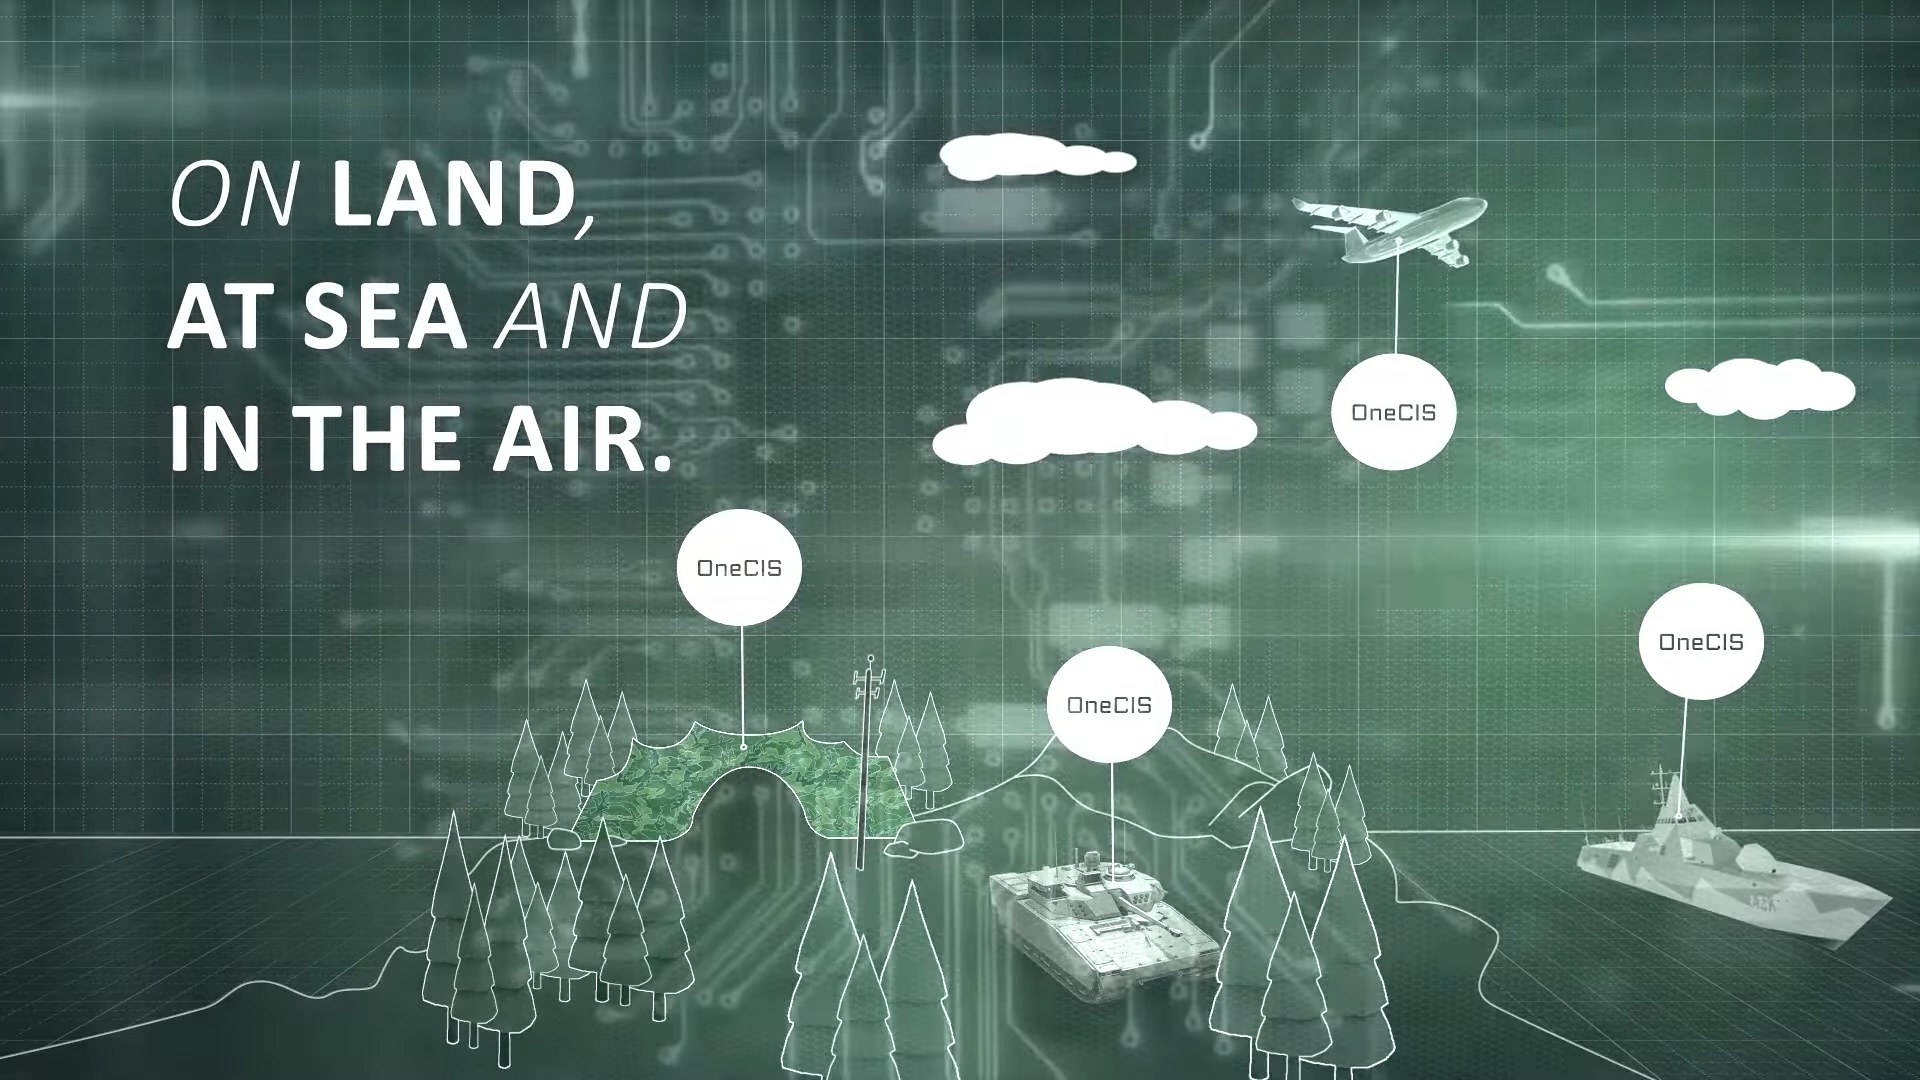 ON LAND,
AT SEA AND
IN THE AIR.
OneCIS
OneCIS
OneCIS
OneCIS